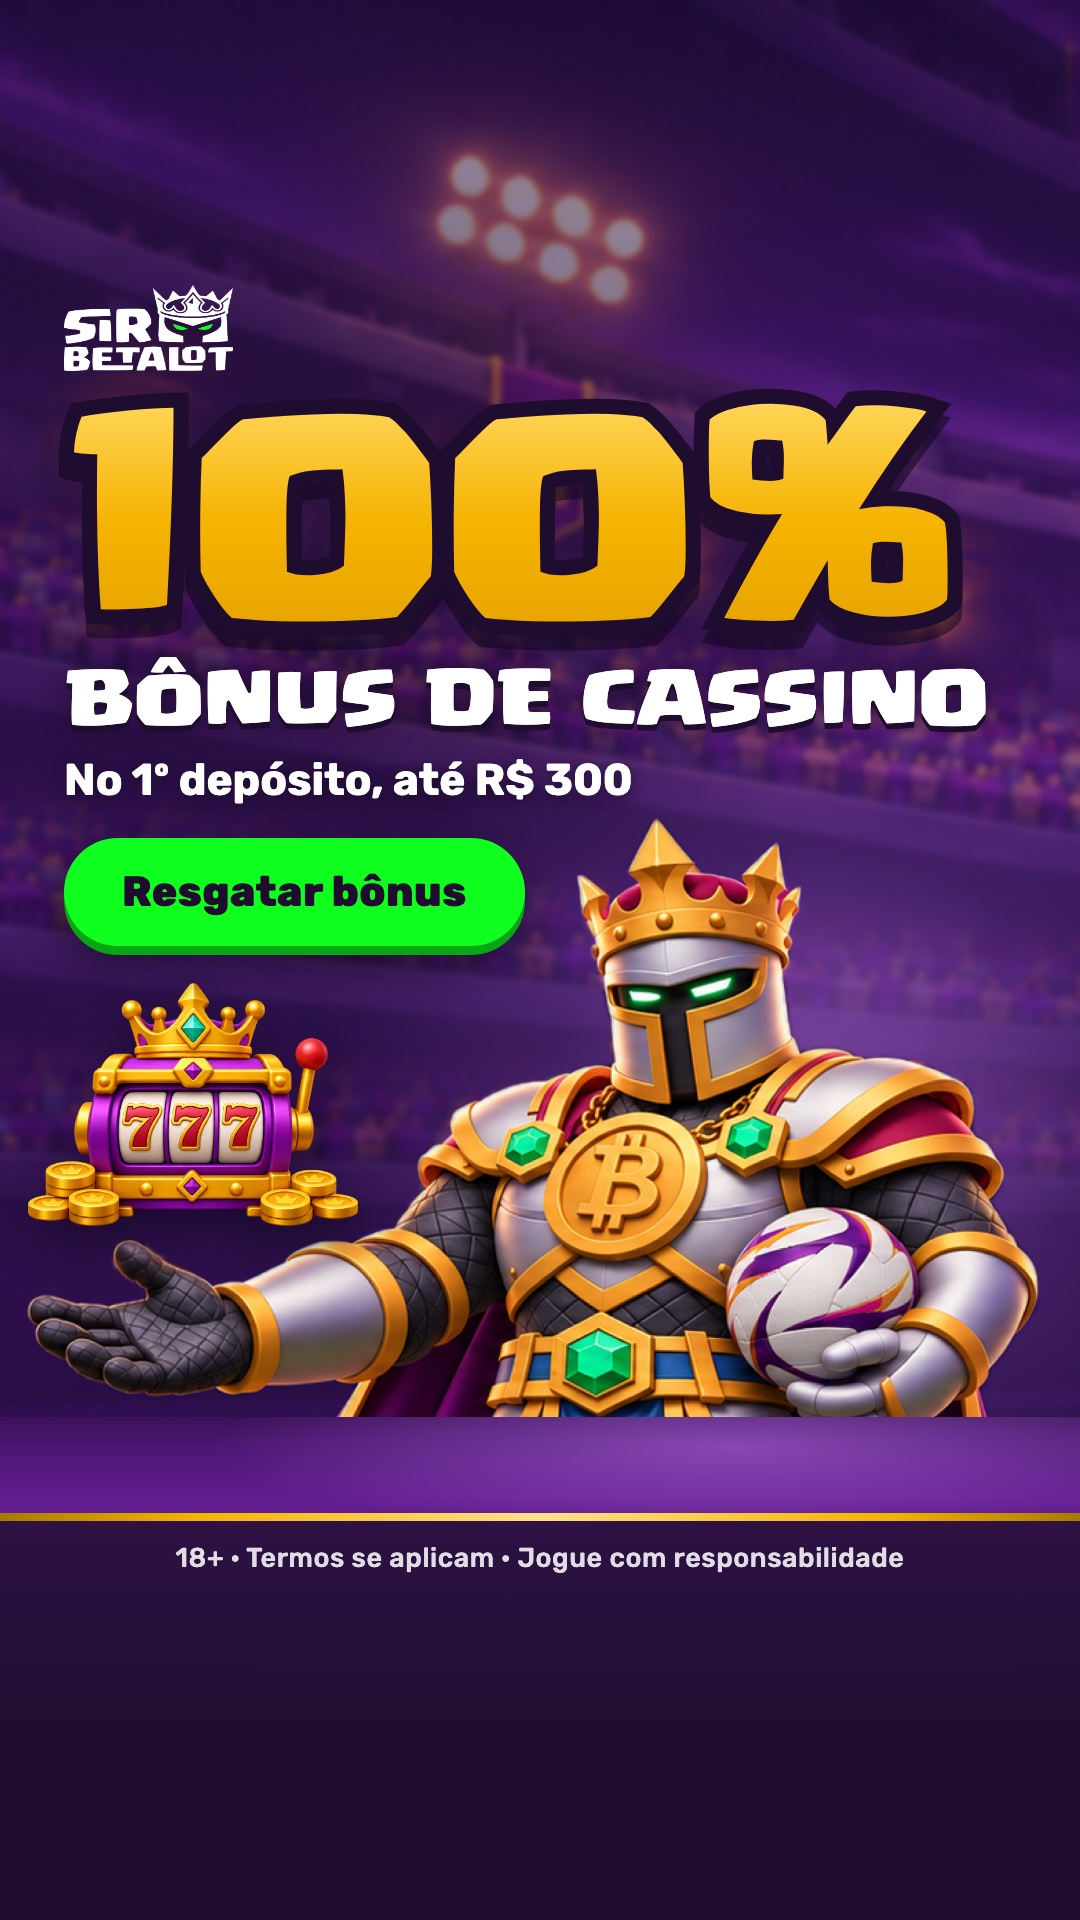 SiR
BETALOT
100%
BÔNUS DE CASSINO
No 1º depósito, até R$ 300
Resgatar bônus
777
18+ • Termos se aplicam • Jogue com responsabilidade